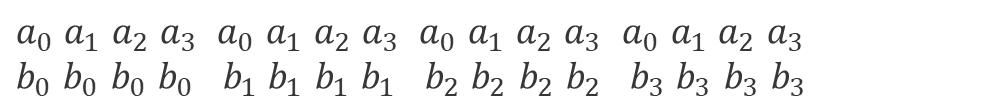 a₀ a₁ a₂ a₃ a₀ a₁ a₂ a₃ a₀ a₁ a₂ a₃ a₀ a₁ a₂ a₃
b₀ b₀ b₀ b₀ b₁ b₁ b₁ b₁ b₂ b₂ b₂ b₂ b₃ b₃ b₃ b₃